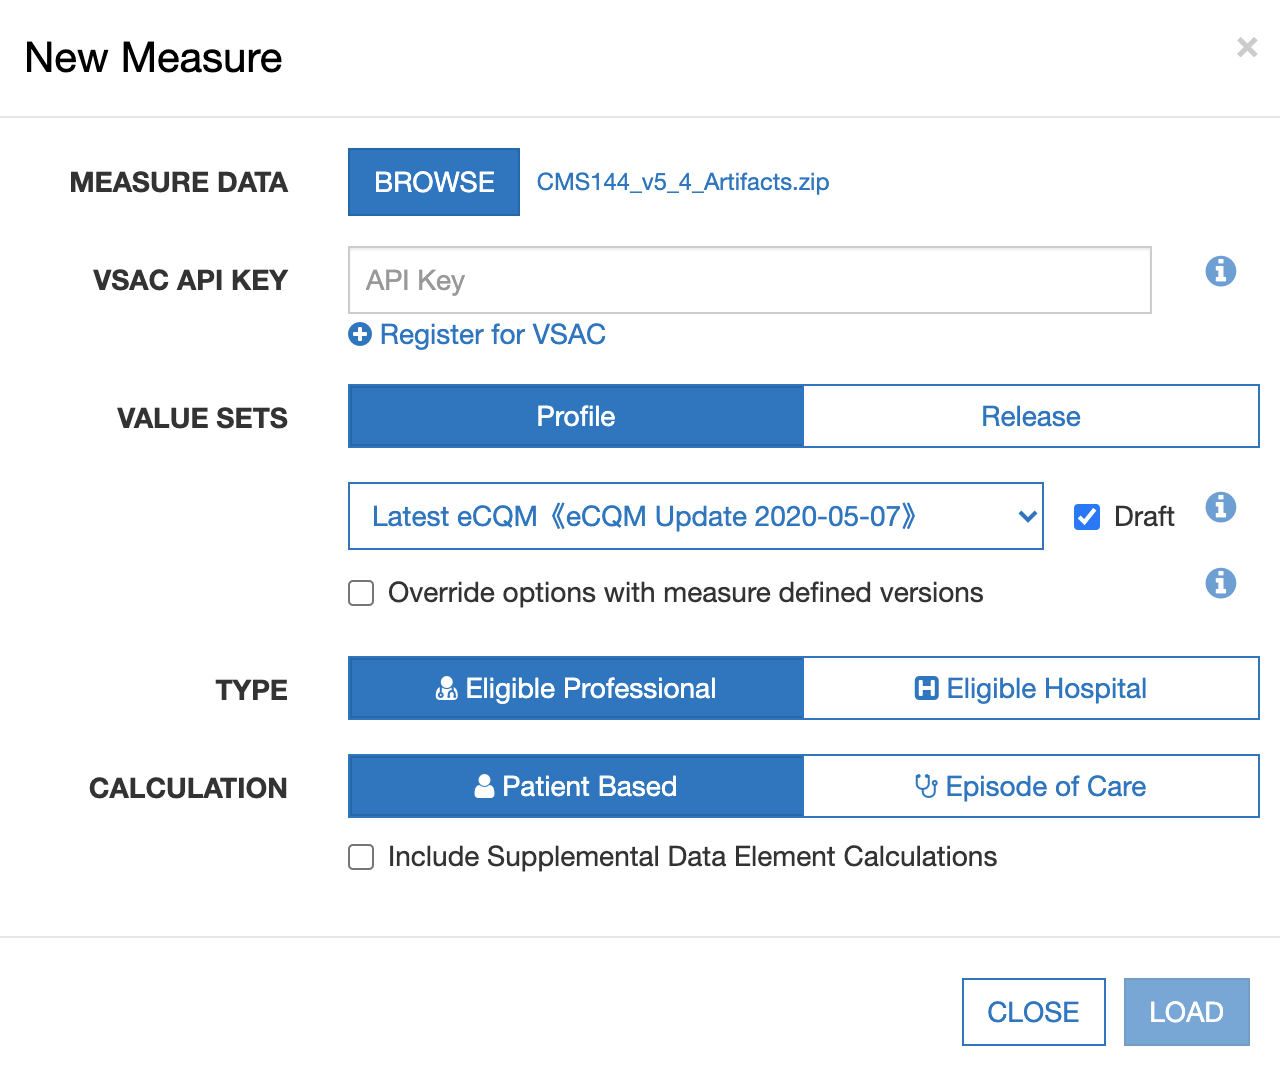 New Measure
×
MEASURE DATA
BROWSE
CMS144_v5_4_Artifacts.zip
VSAC API KEY
API Key
Register for VSAC
VALUE SETS
Profile
Release
Latest eCQM《eCQM Update 2020-05-07》
Draft
Override options with measure defined versions
TYPE
Eligible Professional
H Eligible Hospital
CALCULATION
Patient Based
Episode of Care
Include Supplemental Data Element Calculations
CLOSE
LOAD